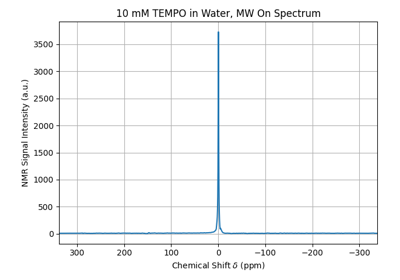 10 mM TEMPO in Water, MW On Spectrum
NMR Signal Intensity (a.u.)
3500
3000
2500
2000
1500
1000
500
0
300 200 100 0 −100 −200 −300
Chemical Shift δ (ppm)